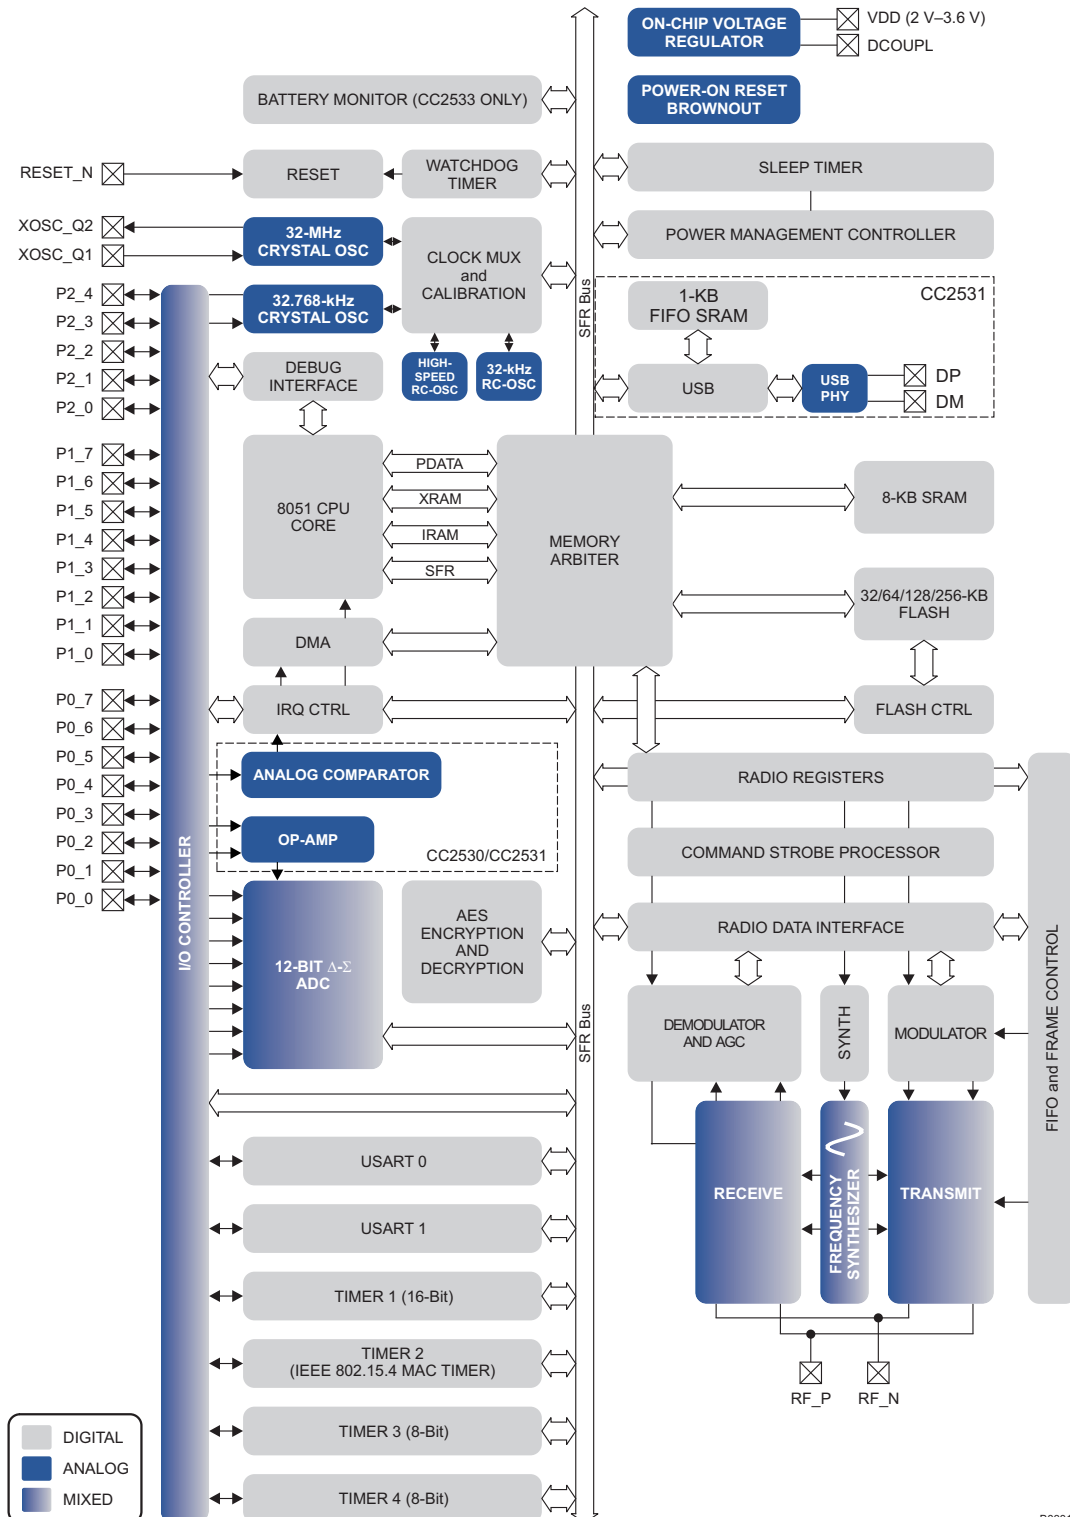 ON-CHIP VOLTAGE
REGULATOR
VDD (2 V–3.6 V)
DCOUPL
BATTERY MONITOR (CC2533 ONLY)
POWER-ON RESET
BROWNOUT
RESET_N
RESET
WATCHDOG
TIMER
SLEEP TIMER
XOSC_Q2
XOSC_Q1
32-MHz
CRYSTAL OSC
CLOCK MUX
and
CALIBRATION
POWER MANAGEMENT CONTROLLER
SFR Bus
P2_4
P2_3
P2_2
P2_1
P2_0
32.768-kHz
CRYSTAL OSC
DEBUG
INTERFACE
HIGH-
SPEED
RC-OSC
32-kHz
RC-OSC
1-KB
FIFO SRAM
CC2531
USB
USB
PHY
DP
DM
P1_7
P1_6
P1_5
P1_4
P1_3
P1_2
P1_1
P1_0
8051 CPU
CORE
PDATA
XRAM
IRAM
SFR
MEMORY
ARBITER
8-KB SRAM
32/64/128/256-KB
FLASH
DMA
P0_7
P0_6
P0_5
P0_4
P0_3
P0_2
P0_1
P0_0
IRQ CTRL
FLASH CTRL
ANALOG COMPARATOR
OP-AMP
CC2530/CC2531
RADIO REGISTERS
COMMAND STROBE PROCESSOR
RADIO DATA INTERFACE
I/O CONTROLLER
12-BIT Δ-Σ
ADC
AES
ENCRYPTION
AND
DECRYPTION
SFR Bus
DEMODULATOR
AND AGC
SYNTH
MODULATOR
FIFO and FRAME CONTROL
RECEIVE
FREQUENCY
SYNTHESIZER
TRANSMIT
USART 0
USART 1
TIMER 1 (16-Bit)
TIMER 2
(IEEE 802.15.4 MAC TIMER)
TIMER 3 (8-Bit)
TIMER 4 (8-Bit)
RF_P
RF_N
DIGITAL
ANALOG
MIXED